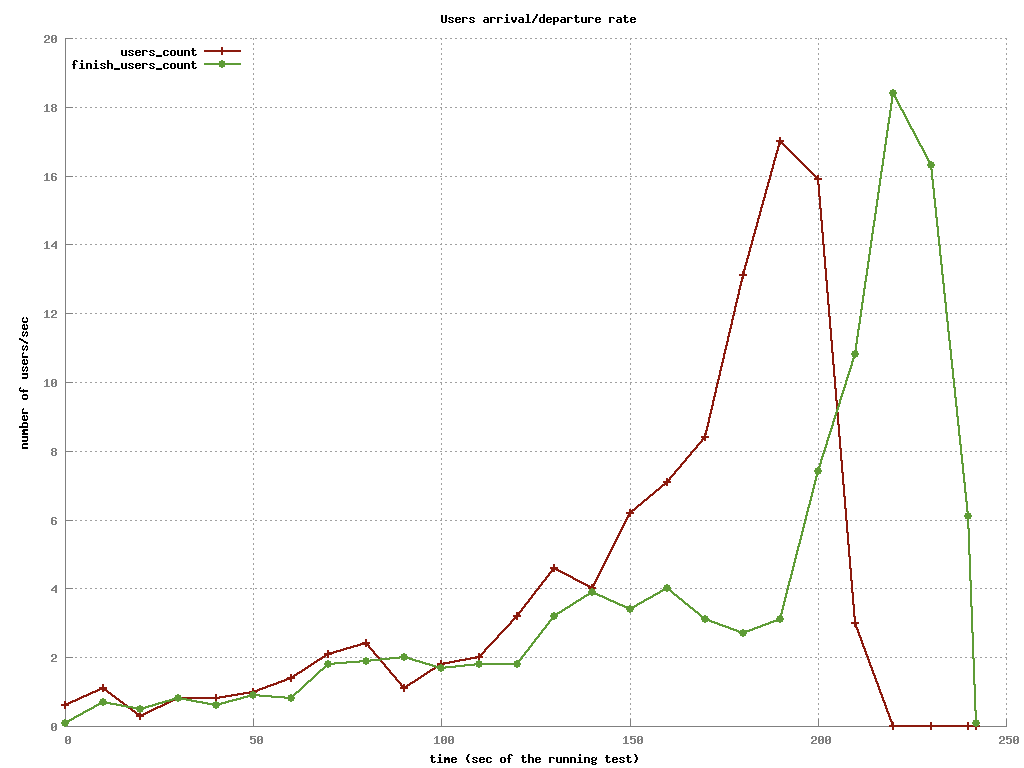 Users arrival/departure rate
users_count
finish_users_count
20
18
16
14
12
10
8
6
4
2
0
number of users/sec
0 50 100 150 200 250
time (sec of the running test)